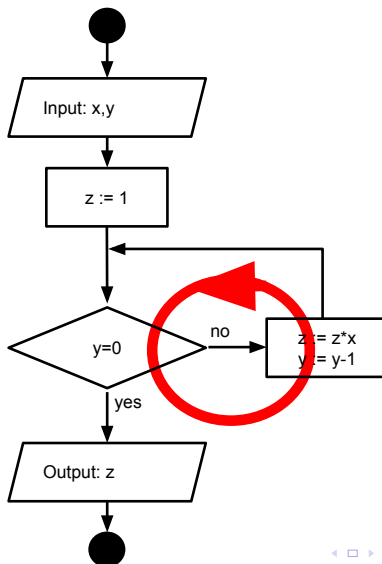 Input: x,y
z := 1
y=0
no
z := z*x
y := y-1
yes
Output: z